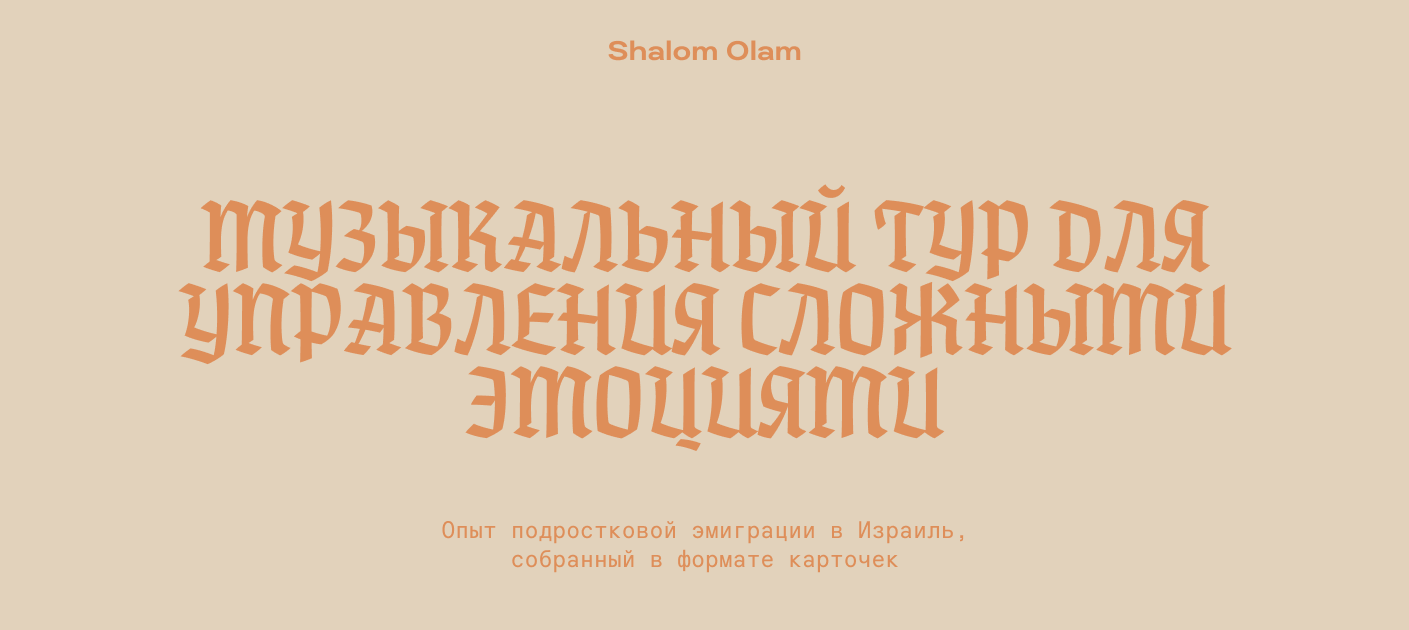 Shalom Olam
МУЗЫКАЛЬНЫЙ ТУР ДЛЯ
УПРАВЛЕНИЯ СЛОЖНЫМИ
ЭМОЦИЯМИ
Опыт подростковой эмиграции в Израиль,
собранный в формате карточек